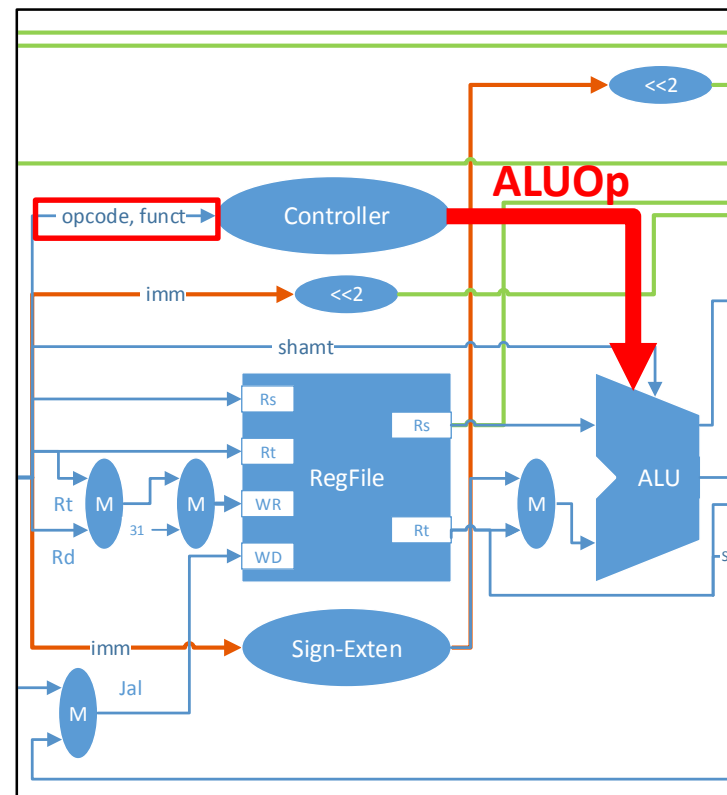 <<2
ALUOp
opcode, funct
Controller
imm
<<2
shamt
Rs
Rs
Rt
RegFile
ALU
Rt
M
M
WR
M
Rt
31
Rd
WD
s
imm
Sign-Exten
Jal
M